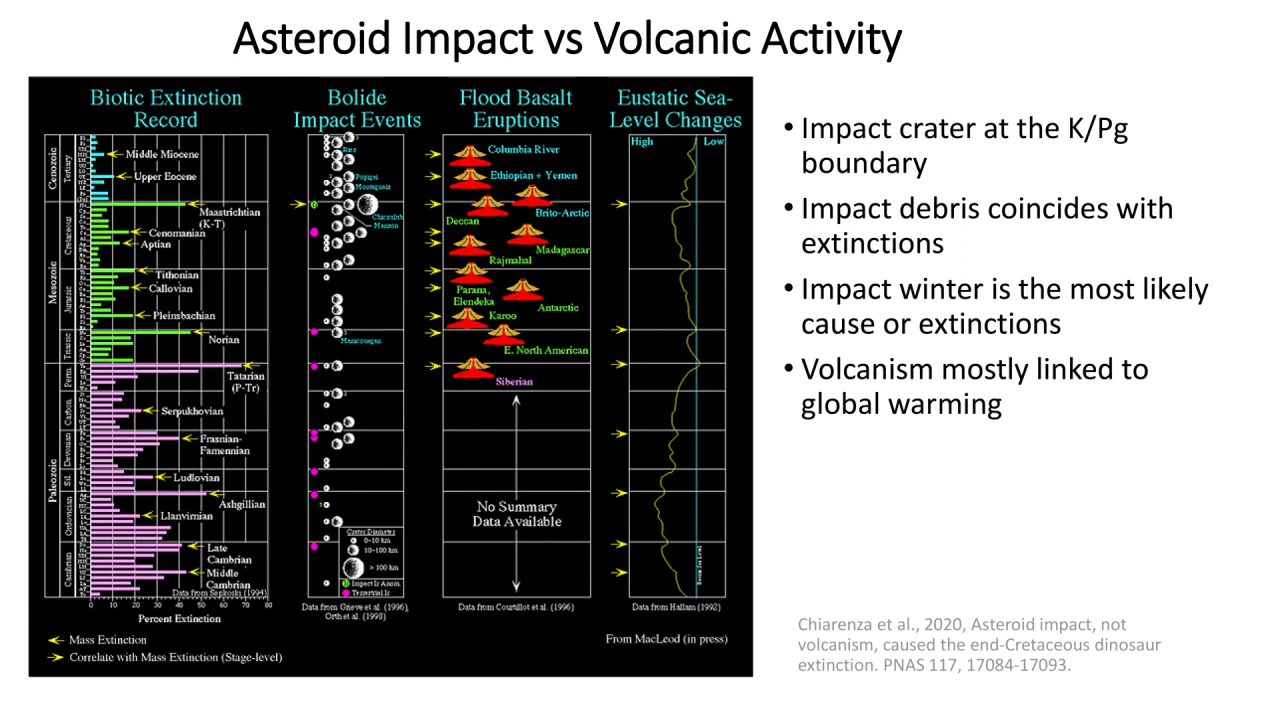 Asteroid Impact vs Volcanic Activity
Biotic Extinction
Record
Bolide
Impact Events
Flood Basalt
Eruptions
Eustatic Sea-
Level Changes
Cenozoic
Tertiary
Mesozoic
Cretaceous
Jurassic
Triassic
Paleozoic
Perm.
Carbon.
Devonian
Sil.
Ordovician
Cambrian
Middle Miocene
Upper Eocene
Maastrichtian
(K-T)
Cenomanian
Aptian
Tithonian
Callovian
Pleinsbachian
Norian
Tatarian
(P-Tr)
Serpukhovian
Frasnian-
Famennian
Ludlovian
Ashgillian
Llanvirnian
Late
Cambrian
Middle
Cambrian
Data from Sepkoski (1994)
0 10 20 30 40 50 60 70 80
Percent Extinction
Ries
Popigai
Montagnais
Chicxulub
Manson
Manicouagan
Crater Diameter
0-10 km
10-100 km
> 100 km
Impact Ir Anom.
Terrestrial Ir
Data from Grieve et al. (1996),
Orth et al. (1990)
Columbia River
Ethiopian + Yemen
Brito-Arctic
Deccan
Madagascar
Rajmahal
Parana,
Etendeka
Antarctic
Karoo
E. North American
Siberian
No Summary
Data Available
Data from Courtillot et al. (1996)
High
Low
Data from Hallam (1992)
Mass Extinction
Correlate with Mass Extinction (Stage-level)
From MacLeod (in press)
• Impact crater at the K/Pg
boundary
• Impact debris coincides with
extinctions
• Impact winter is the most likely
cause or extinctions
• Volcanism mostly linked to
global warming
Chiarenza et al., 2020, Asteroid impact, not
volcanism, caused the end-Cretaceous dinosaur
extinction. PNAS 117, 17084-17093.